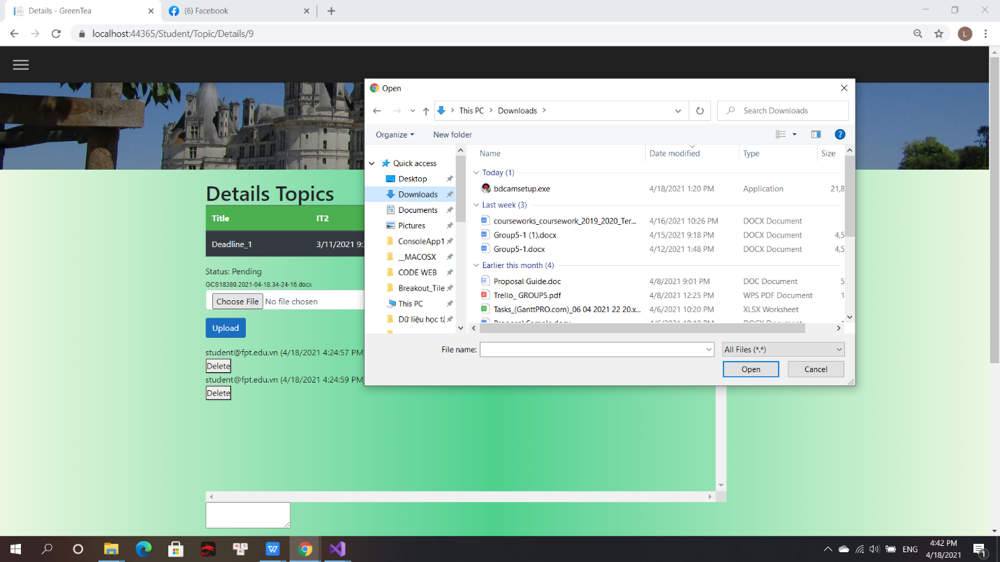 Details - GreenTea
(6) Facebook
localhost:44365/Student/Topic/Details/9
L
Open
This PC
Downloads
Search Downloads
Organize
New folder
Name
Date modified
Type
Size
Quick access
Desktop
Downloads
Documents
Pictures
ConsoleApp1
__MACOSX
CODE WEB
Breakout_Tile
This PC
Dữ liệu học tậ
Today (1)
bdcamsetup.exe 4/18/2021 1:20 PM Application 21,8
Last week (3)
courseworks_coursework_2019_2020_Ter... 4/16/2021 10:26 PM DOCX Document
Group5-1 (1).docx 4/15/2021 9:18 PM DOCX Document 4,5
Group5-1.docx 4/12/2021 1:48 PM DOCX Document 4,5
Earlier this month (4)
Proposal Guide.doc 4/8/2021 9:01 PM DOC Document 5
Trello_ GROUP5.pdf 4/8/2021 12:25 PM WPS PDF Document 1
Tasks_(GanttPRO.com)_06 04 2021 22 20.x... 4/6/2021 10:20 PM XLSX Worksheet
File name:
All Files (*.*)
Open
Cancel
Details Topics
Title IT2
Deadline_1 3/11/2021 9:
Status: Pending
GCS18380.2021-04-18.34-24-16.docx
Choose File No file chosen
Upload
student@fpt.edu.vn (4/18/2021 4:24:57 PM)
Delete
student@fpt.edu.vn (4/18/2021 4:24:59 PM)
Delete
ENG
4:42 PM
4/18/2021
1